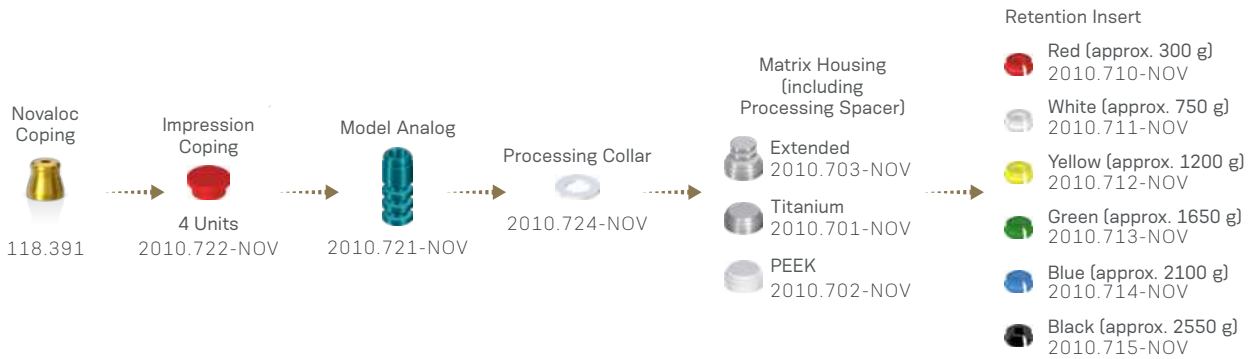 Novaloc
Coping
118.391
Impression
Coping
4 Units
2010.722-NOV
Model Analog
2010.721-NOV
Processing Collar
2010.724-NOV
Matrix Housing
(including
Processing Spacer)
Extended
2010.703-NOV
Titanium
2010.701-NOV
PEEK
2010.702-NOV
Retention Insert
Red (approx. 300 g)
2010.710-NOV
White (approx. 750 g)
2010.711-NOV
Yellow (approx. 1200 g)
2010.712-NOV
Green (approx. 1650 g)
2010.713-NOV
Blue (approx. 2100 g)
2010.714-NOV
Black (approx. 2550 g)
2010.715-NOV